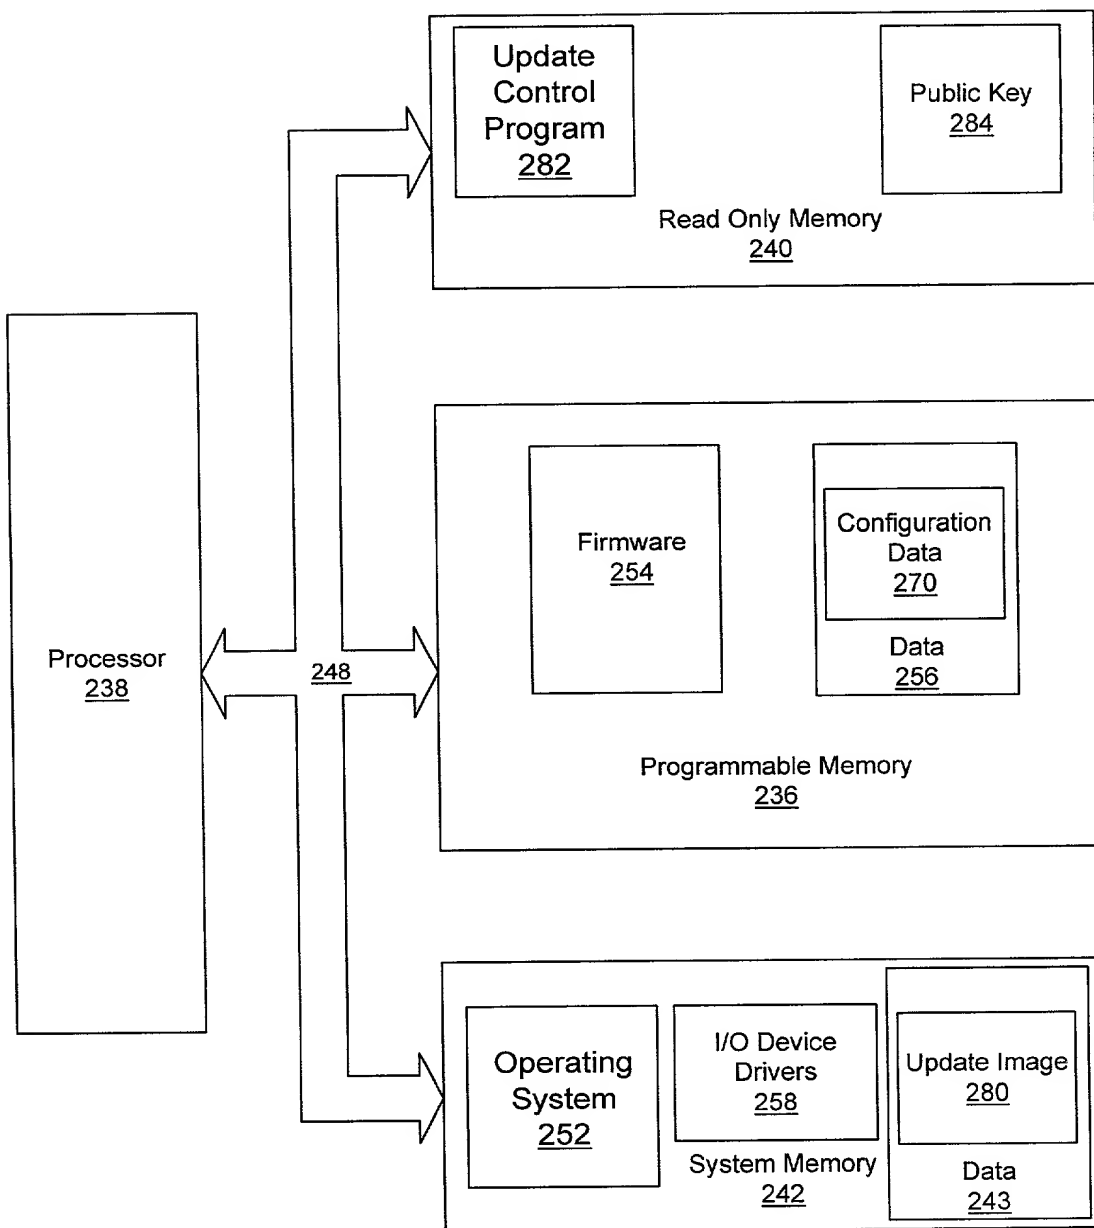 Update
Control
Program
282
Public Key
284
Read Only Memory
240
Processor
238
248
Firmware
254
Configuration
Data
270
Data
256
Programmable Memory
236
Operating
System
252
I/O Device
Drivers
258
Update Image
280
System Memory
242
Data
243